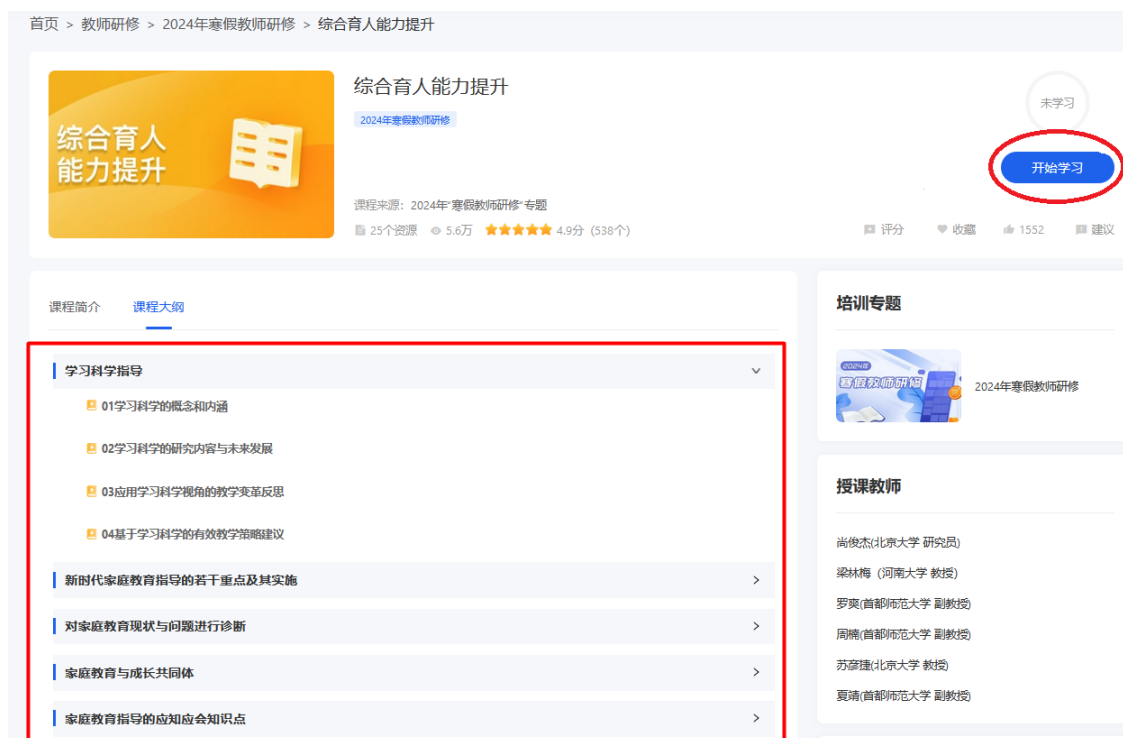 首页 > 教师研修 > 2024年寒假教师研修 > 综合育人能力提升
综合育人
能力提升
综合育人能力提升
2024年寒假教师研修
课程来源：2024年“寒假教师研修”专题
25个资源 5.6万 4.9分 (538个)
未学习
开始学习
评分 收藏 1552 建议
课程简介 课程大纲
学习科学指导
01学习科学的概念和内涵
02学习科学的研究内容与未来发展
03应用学习科学视角的教学变革反思
04基于学习科学的有效教学策略建议
新时代家庭教育指导的若干重点及其实施
对家庭教育现状与问题进行诊断
家庭教育与成长共同体
家庭教育指导的应知应会知识点
培训专题
2024年
寒假教师研修
2024年寒假教师研修
授课教师
尚俊杰(北京大学 研究员)
梁林梅（河南大学 教授）
罗爽(首都师范大学 副教授)
周楠(首都师范大学 副教授)
苏彦捷(北京大学 教授)
夏靖(首都师范大学 副教授)